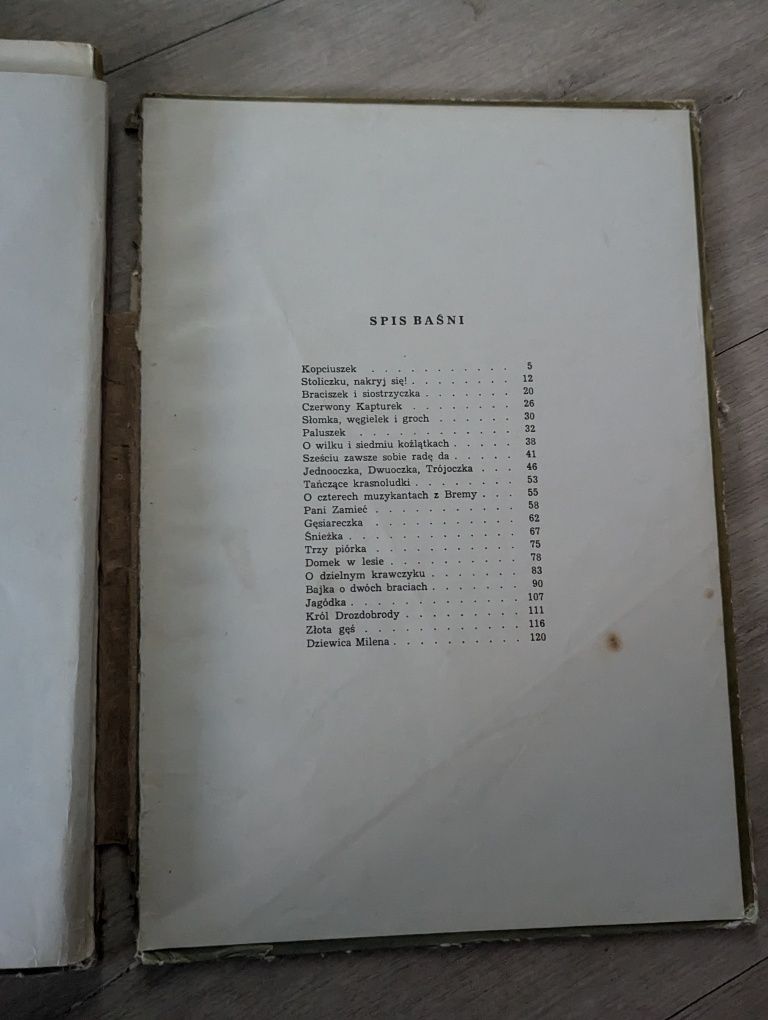 SPIS BAŚNI
Kopciuszek . . . . . . . . . . . 5
Stoliczku, nakryj się! . . . . . . . . 12
Braciszek i siostrzyczka . . . . . . . 20
Czerwony Kapturek . . . . . . . . 26
Słomka, węgielek i groch . . . . . . 30
Paluszek . . . . . . . . . . . . 32
O wilku i siedmiu koźlątkach . . . . . 38
Sześciu zawsze sobie radę da . . . . . 41
Jednooczka, Dwuoczka, Trójoczka . . . 46
Tańczące krasnoludki . . . . . . . . 53
O czterech muzykantach z Bremy . . . 55
Pani Zamieć . . . . . . . . . . . 58
Gęsiareczka . . . . . . . . . . . 62
Śnieżka . . . . . . . . . . . . . 67
Trzy piórka . . . . . . . . . . . 75
Domek w lesie . . . . . . . . . . 78
O dzielnym krawczyku . . . . . . . 83
Bajka o dwóch braciach . . . . . . . 90
Jagódka . . . . . . . . . . . . . 107
Król Drozdobrody . . . . . . . . . 111
Złota gęś . . . . . . . . . . . . 116
Dziewica Milena . . . . . . . . . . 120